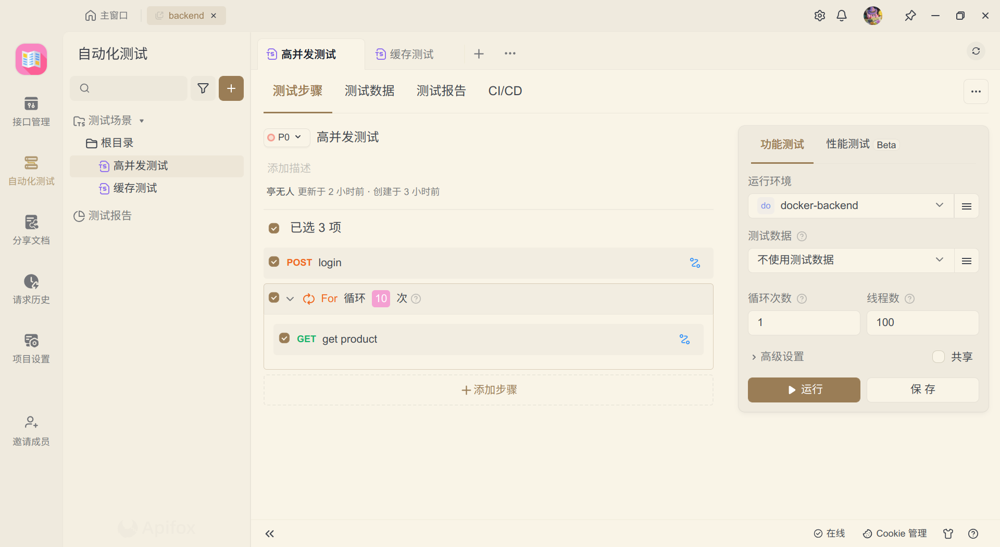 主窗口
backend
自动化测试
高并发测试
缓存测试
接口管理
自动化测试
分享文档
请求历史
项目设置
邀请成员
测试场景
根目录
高并发测试
缓存测试
测试报告
Apifox
测试步骤
测试数据
测试报告
CI/CD
P0
高并发测试
添加描述
亭无人 更新于 2 小时前 · 创建于 3 小时前
已选 3 项
POST login
For 循环 10 次
GET get product
添加步骤
功能测试
性能测试 Beta
运行环境
do docker-backend
测试数据
不使用测试数据
循环次数
线程数
1
100
高级设置
共享
运行
保 存
在线
Cookie 管理